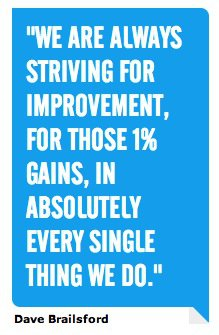 "WE ARE ALWAYS
STRIVING FOR
IMPROVEMENT,
FOR THOSE 1%
GAINS, IN
ABSOLUTELY
EVERY SINGLE
THING WE DO."
Dave Brailsford